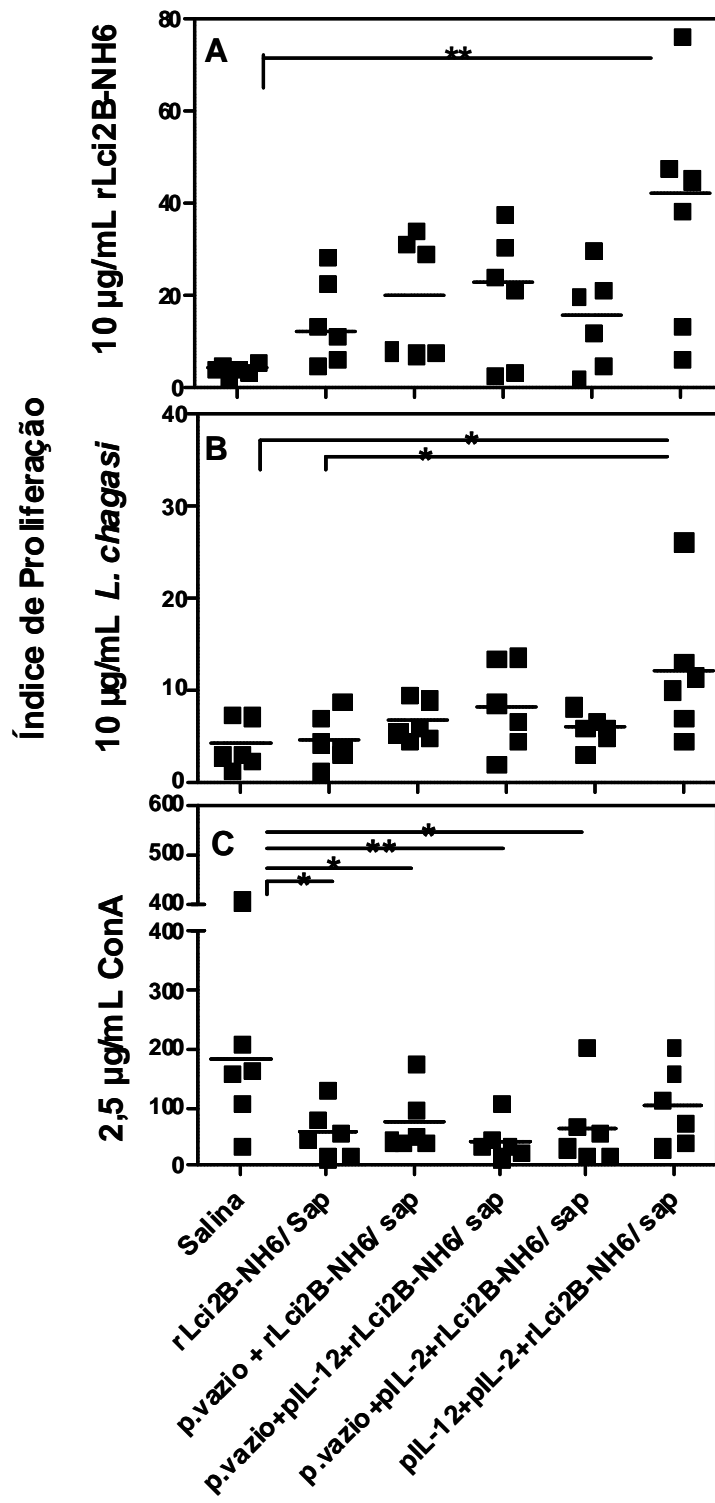 Índice de Proliferação
10 µg/mL rLci2B-NH6
A
**
80
60
40
20
0
10 µg/mL L. chagasi
B
*
*
40
30
20
10
0
2,5 µg/mL ConA
C
*
**
*
*
600
500
400
400
300
200
100
0
Salina
rLci2B-NH6/ Sap
p.vazio + rLci2B-NH6/ sap
p.vazio+pIL-12+rLci2B-NH6/ sap
p.vazio+pIL-2+rLci2B-NH6/ sap
pIL-12+pIL-2+rLci2B-NH6/ sap